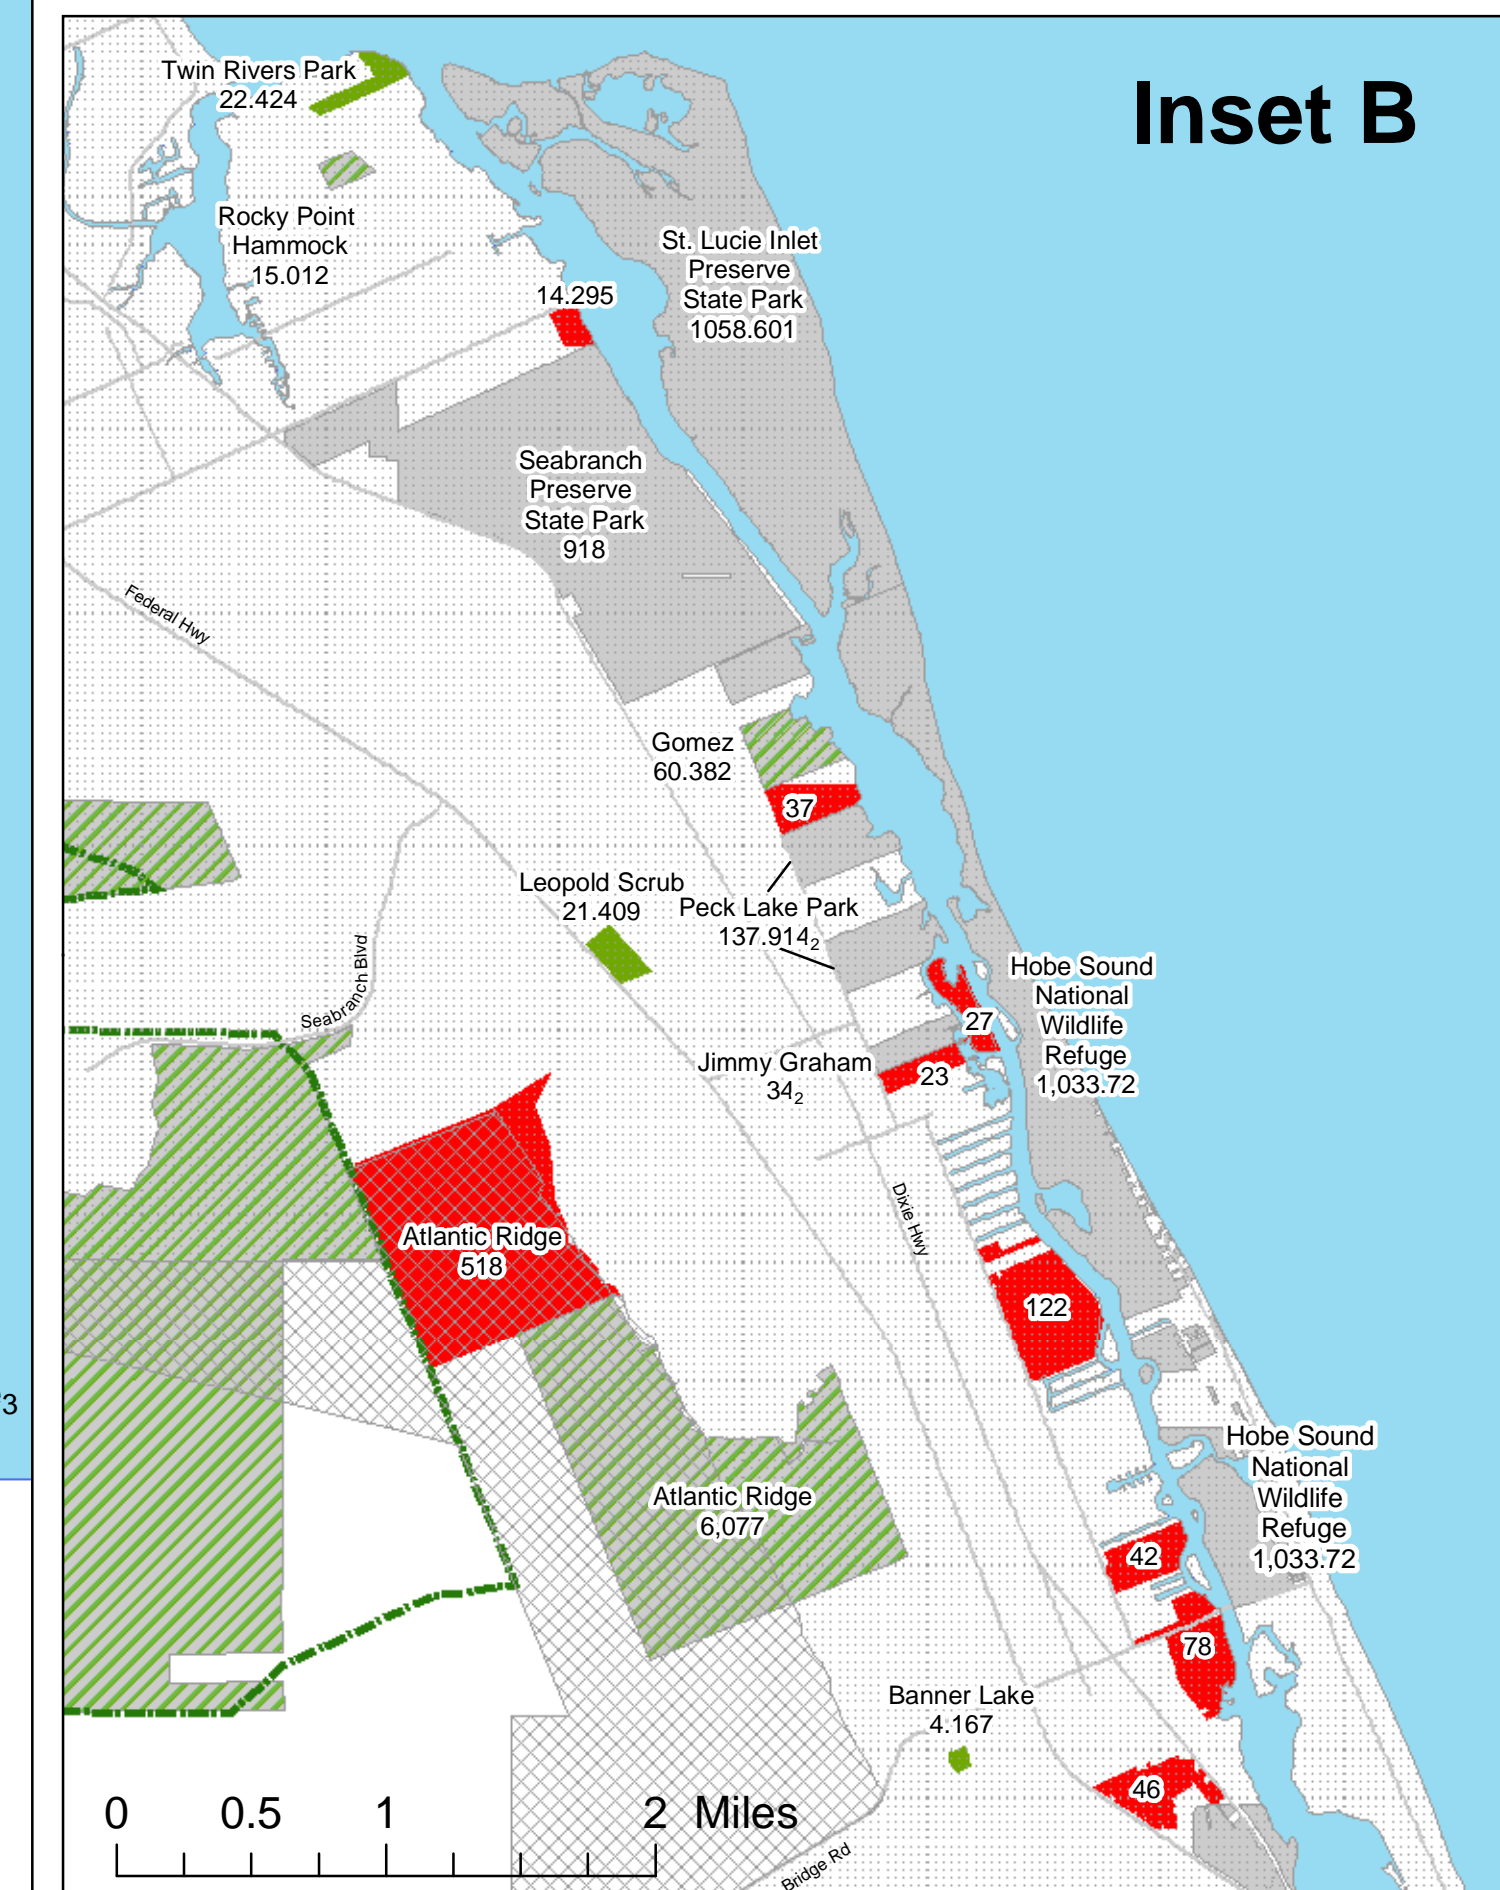 Inset B
Twin Rivers Park
22.424
Rocky Point
Hammock
15.012
14.295
St. Lucie Inlet
Preserve
State Park
1058.601
Seabranch
Preserve
State Park
918
Federal Hwy
Gomez
60.382
37
Leopold Scrub
21.409
Peck Lake Park
137.914₂
Seabranch Blvd
Hobe Sound
National
Wildlife
Refuge
1,033.72
27
23
Jimmy Graham
34₂
Dixie Hwy
Atlantic Ridge
518
122
3
Hobe Sound
National
Wildlife
Refuge
1,033.72
Atlantic Ridge
6,077
42
78
Banner Lake
4.167
46
0 0.5 1 2 Miles
Bridge Rd